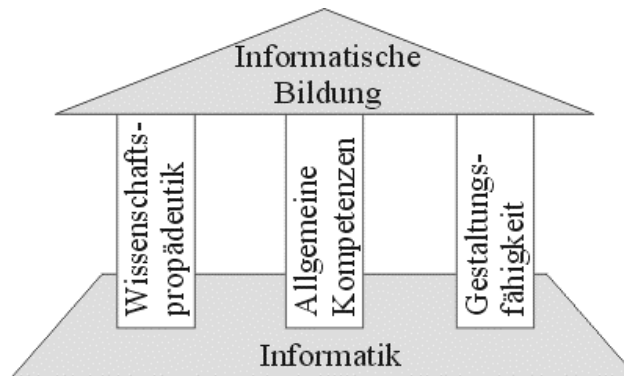 Informatische
Bildung
Wissenschafts-
propädeutik
Allgemeine
Kompetenzen
Gestaltungs-
fähigkeit
Informatik